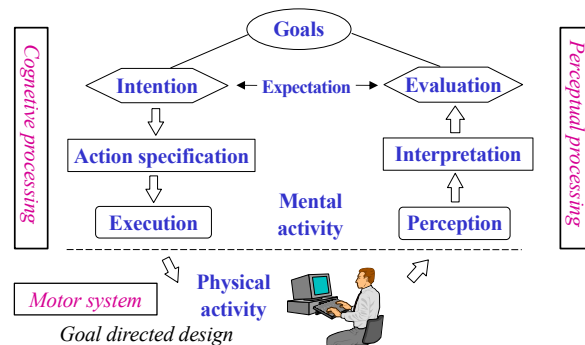 Goals
Cognetive processing
Perceptual processing
Intention
Expectation
Evaluation
Action specification
Interpretation
Execution
Mental
activity
Perception
Physical
activity
Motor system
Goal directed design